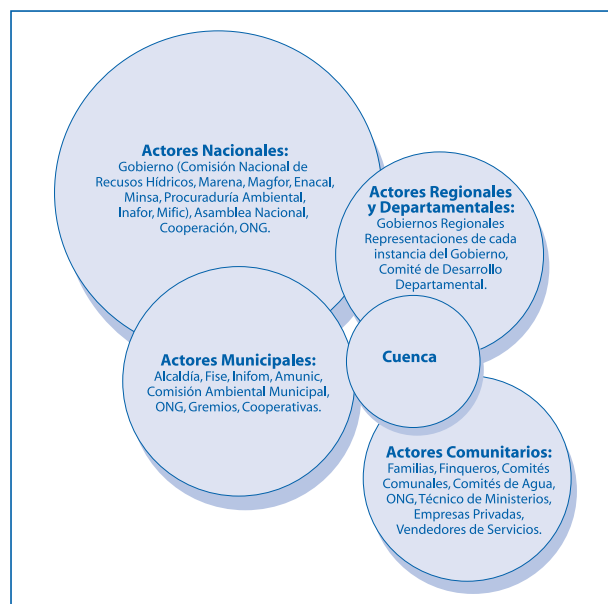 Actores Nacionales:
Gobierno (Comisión Nacional de
Recusos Hídricos, Marena, Magfor, Enacal,
Minsa, Procuraduría Ambiental,
Inafor, Mific), Asamblea Nacional,
Cooperación, ONG.
Actores Regionales
y Departamentales:
Gobiernos Regionales
Representaciones de cada
instancia del Gobierno,
Comité de Desarrollo
Departamental.
Actores Municipales:
Alcaldía, Fise, Inifom, Amunic,
Comisión Ambiental Municipal,
ONG, Gremios, Cooperativas.
Cuenca
Actores Comunitarios:
Familias, Finqueros, Comités
Comunales, Comités de Agua,
ONG, Técnico de Ministerios,
Empresas Privadas,
Vendedores de Servicios.